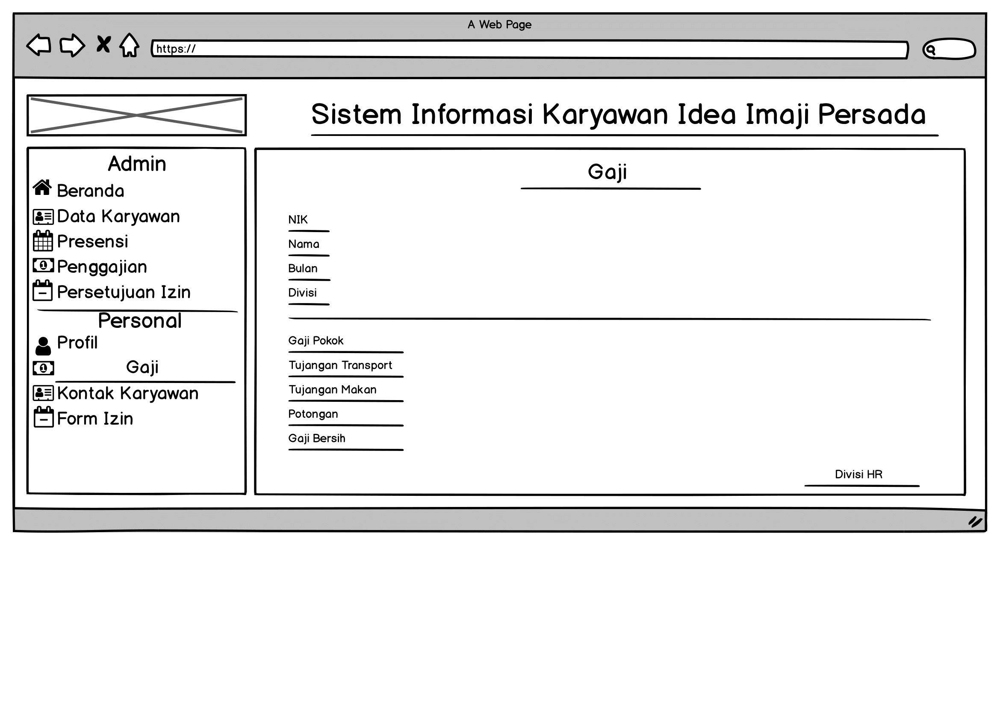 A Web Page
https://
Sistem Informasi Karyawan Idea Imaji Persada
Admin
Beranda
Data Karyawan
Presensi
Penggajian
Persetujuan Izin
Personal
Profil
Gaji
Kontak Karyawan
Form Izin
Gaji
NIK
Nama
Bulan
Divisi
Gaji Pokok
Tujangan Transport
Tujangan Makan
Potongan
Gaji Bersih
Divisi HR